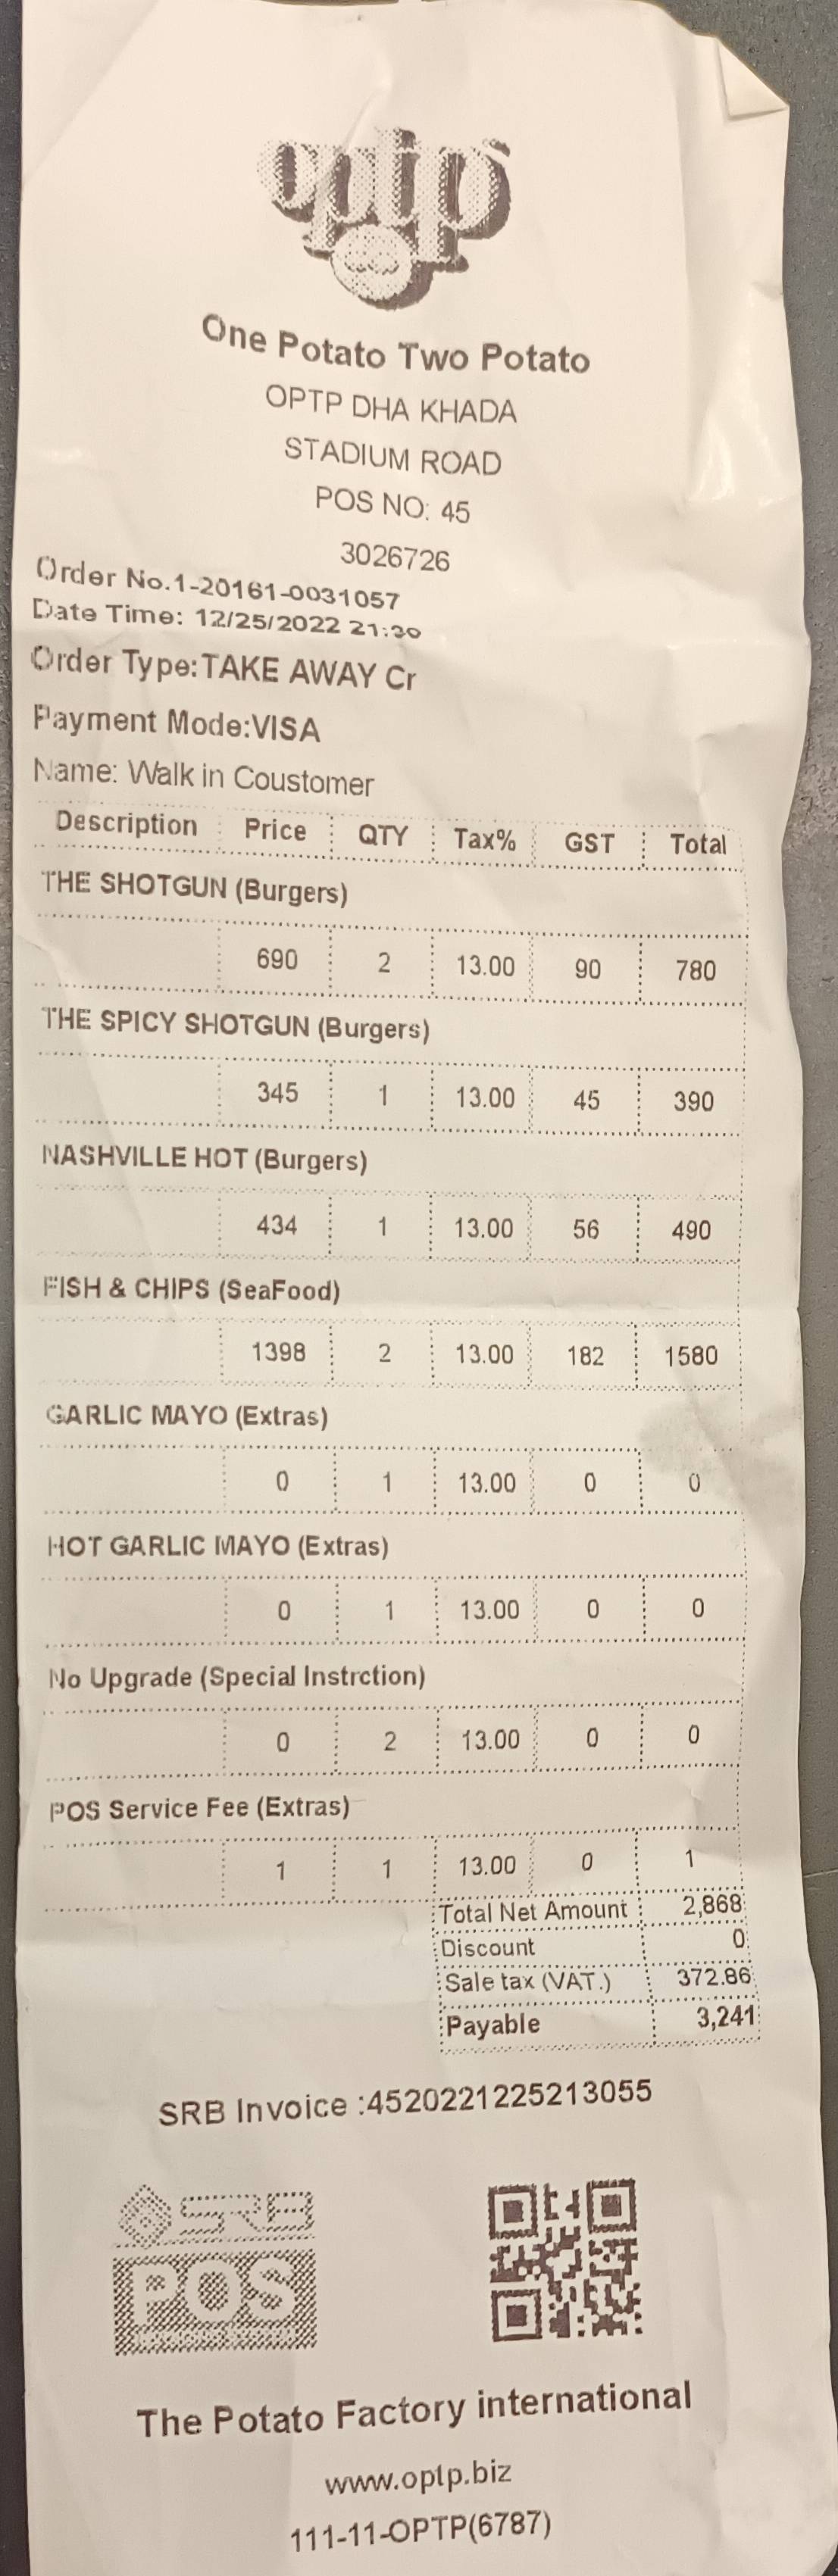 optp
One Potato Two Potato
OPTP DHA KHADA
STADIUM ROAD
POS NO: 45
3026726
Order No.1-20161-0031057
Date Time: 12/25/2022 21:30
Order Type:TAKE AWAY Cr
Payment Mode:VISA
Name: Walk in Coustomer
Description Price QTY Tax% GST Total
THE SHOTGUN (Burgers)
690 2 13.00 90 780
THE SPICY SHOTGUN (Burgers)
345 1 13.00 45 390
NASHVILLE HOT (Burgers)
434 1 13.00 56 490
FISH & CHIPS (SeaFood)
1398 2 13.00 182 1580
GARLIC MAYO (Extras)
0 1 13.00 0 0
HOT GARLIC MAYO (Extras)
0 1 13.00 0 0
No Upgrade (Special Instrction)
0 2 13.00 0 0
POS Service Fee (Extras)
1 1 13.00 0 1
Total Net Amount 2,868
Discount 0
Sale tax (VAT.) 372.86
Payable 3,241
SRB Invoice :4520221225213055
SRB
POS
The Potato Factory international
www.optp.biz
111-11-OPTP(6787)